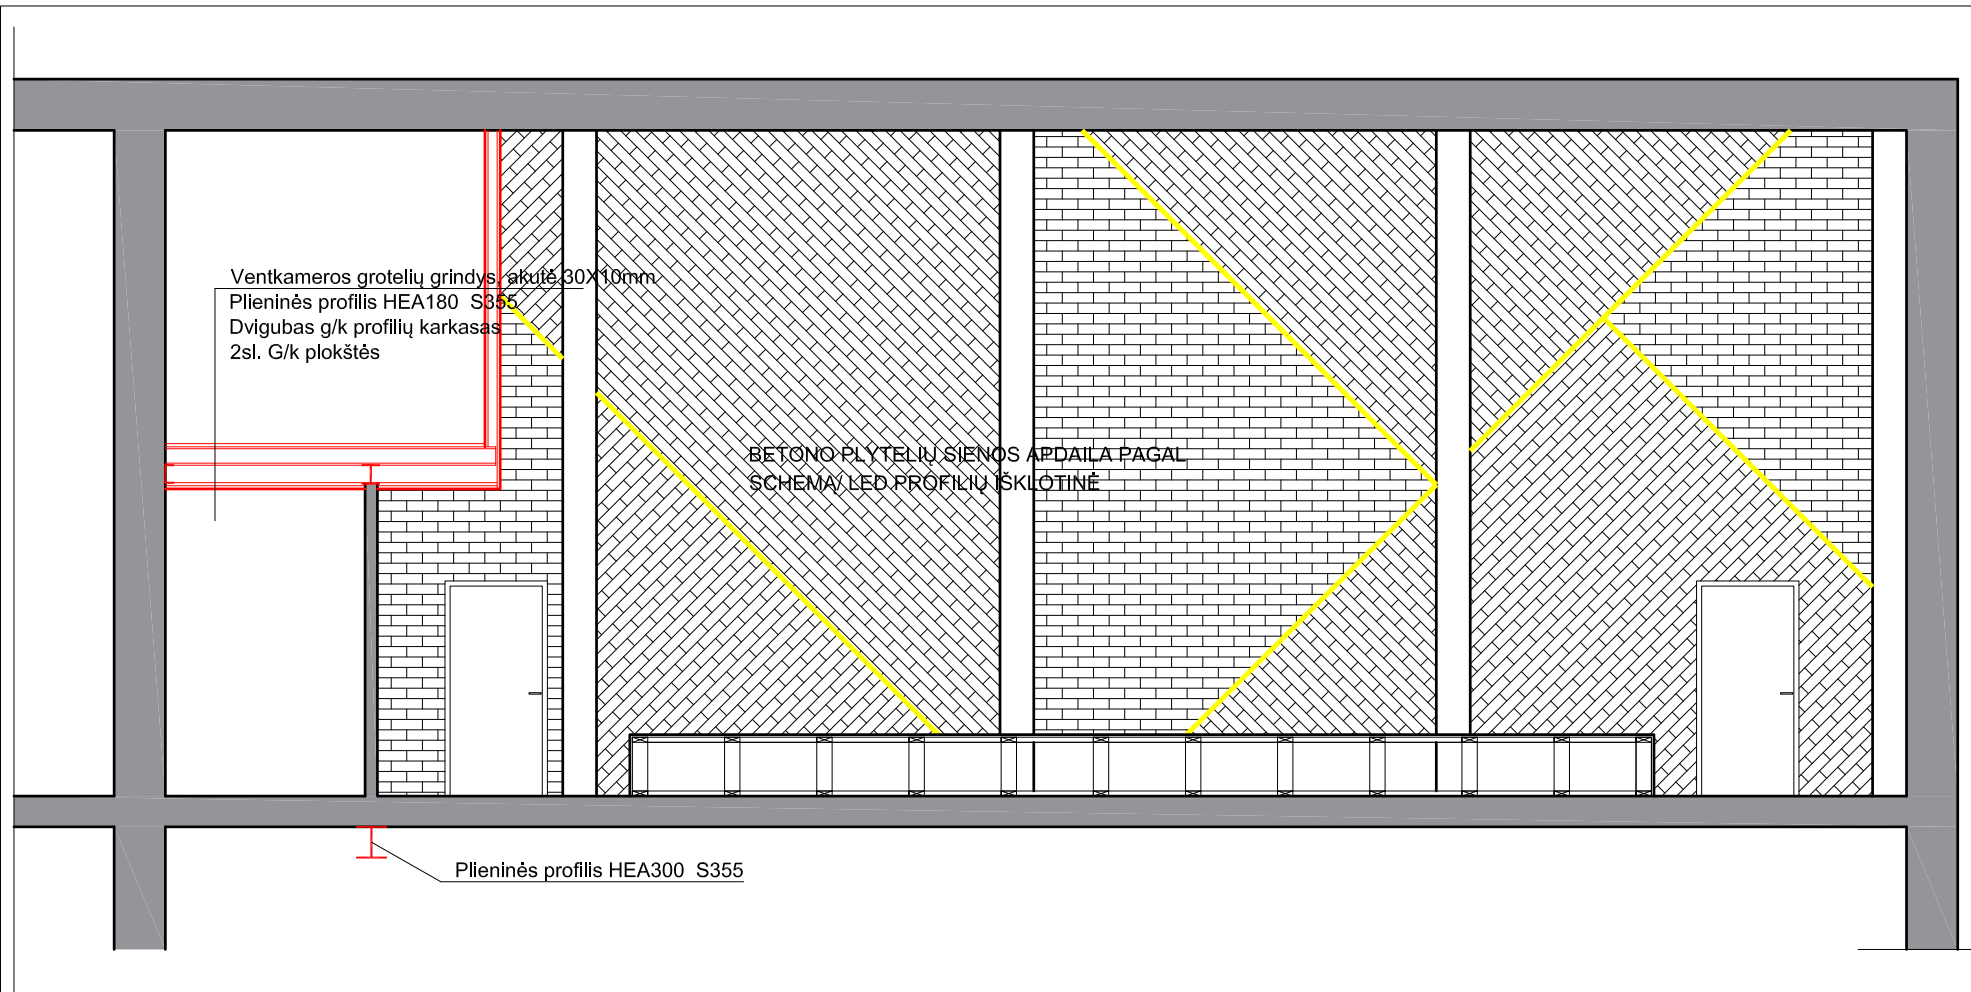 Ventkameros grotelių grindys, akutė 30X10mm
Plieninės profilis HEA180  S355
Dvigubas g/k profilių karkasas
2sl. G/k plokštės
BETONO PLYTELIŲ SIENOS APDAILA PAGAL
SCHEMĄ/ LED PROFILIŲ IŠKLOTINĖ
Plieninės profilis HEA300  S355